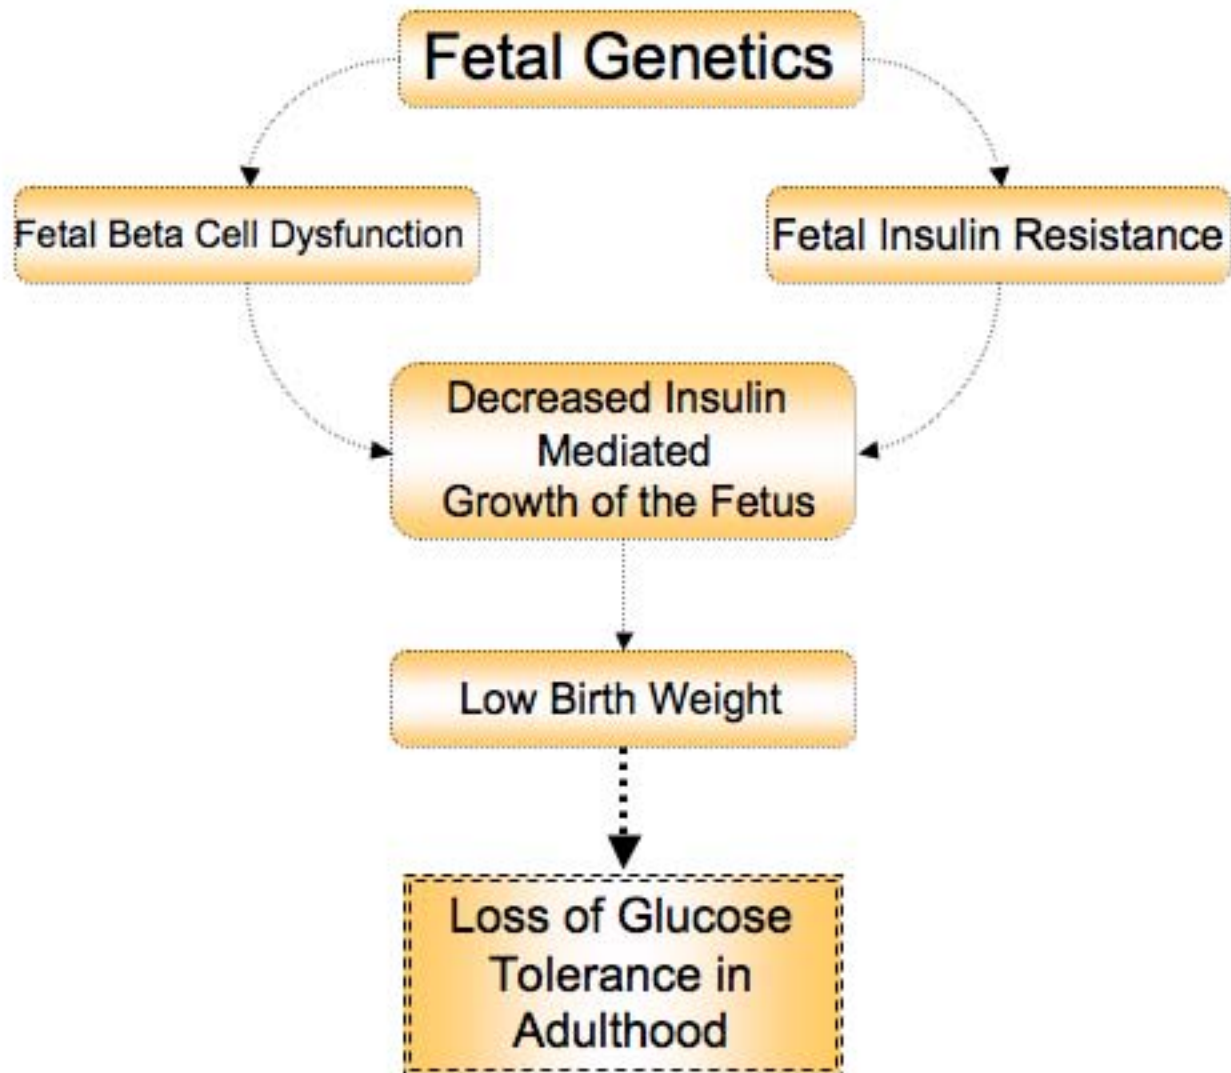 Fetal Genetics
Fetal Beta Cell Dysfunction
Fetal Insulin Resistance
Decreased Insulin
Mediated
Growth of the Fetus
Low Birth Weight
Loss of Glucose
Tolerance in
Adulthood